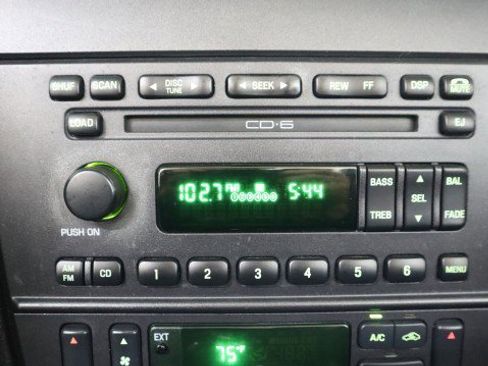 SHUF SCAN DISC TUNE SEEK REW FF DSP MUTE
LOAD CD·6 EJ
102.7 5:44
BASS SEL BAL
TREB FADE
PUSH ON
AM FM CD 1 2 3 4 5 6 MENU
EXT 75°F A/C